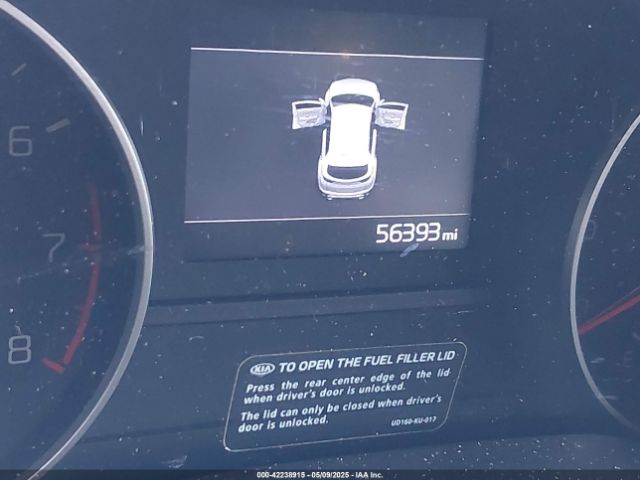 6
7
8
56393 mi
KIA TO OPEN THE FUEL FILLER LID
Press the rear center edge of the lid
when driver's door is unlocked.
The lid can only be closed when driver's
door is unlocked.
UD160-KU-017
000-42238915 - 05/09/2025 - IAA Inc.